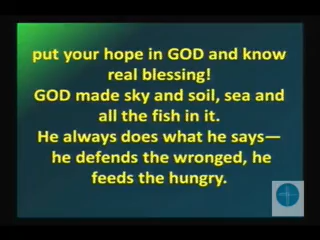 put your hope in GOD and know
real blessing!
GOD made sky and soil, sea and
all the fish in it.
He always does what he says—
he defends the wronged, he
feeds the hungry.